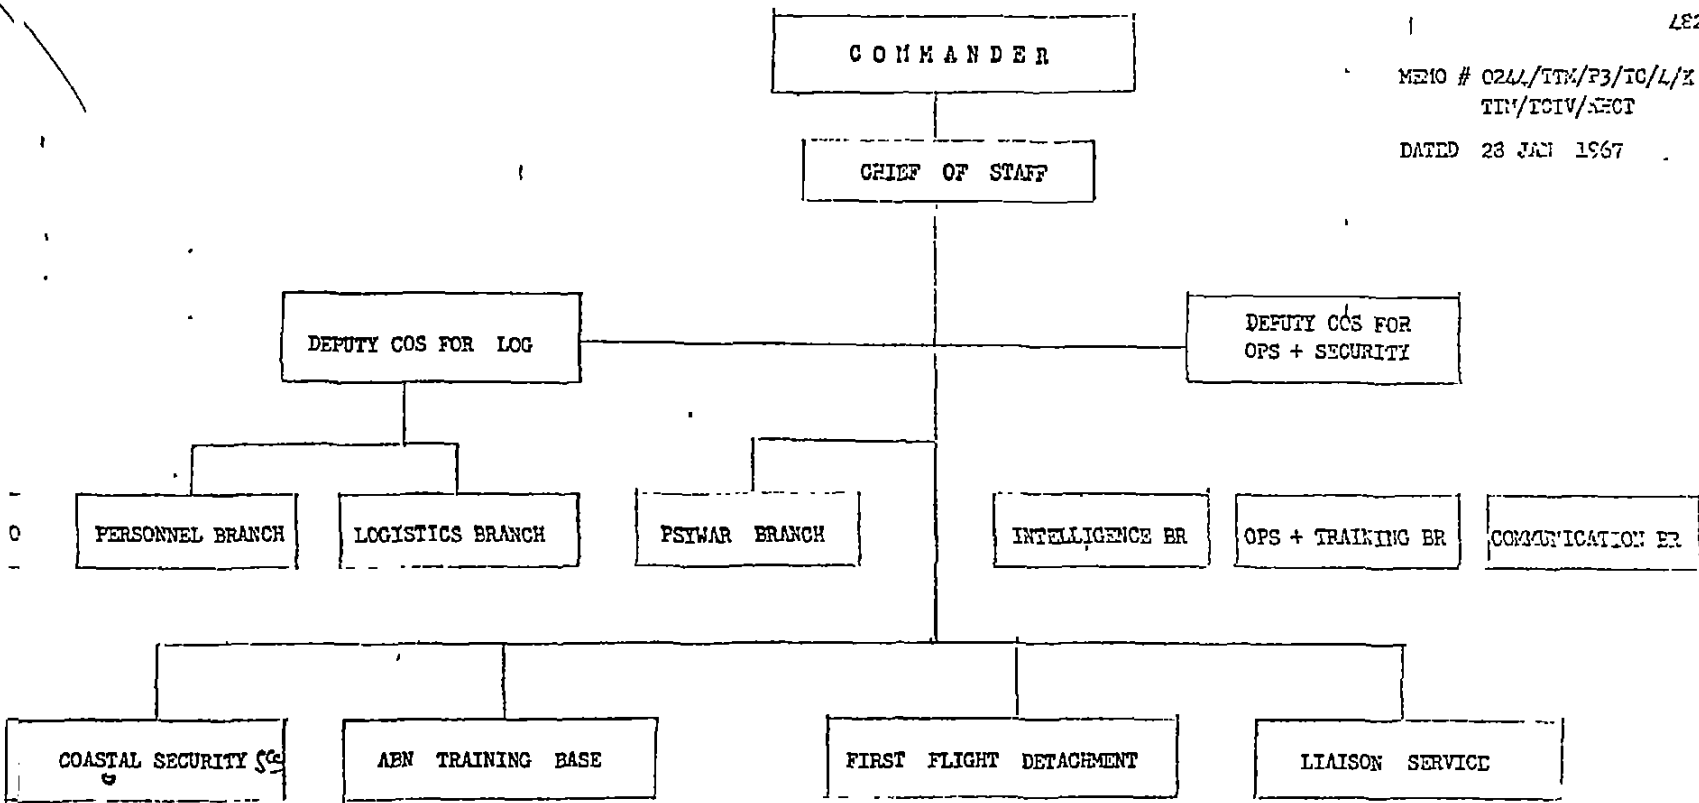 COMMANDER
MEMO #
DATED 28 JAN 1967
CHIEF OF STAFF
DEPUTY COS FOR LOG
DEPUTY COS FOR
OPS + SECURITY
PERSONNEL BRANCH
LOGISTICS BRANCH
PSYWAR BRANCH
INTELLIGENCE BR
OPS + TRAINING BR
COMMUNICATION BR
COASTAL SECURITY
ABN TRAINING BASE
FIRST FLIGHT DETACHMENT
LIAISON SERVICE